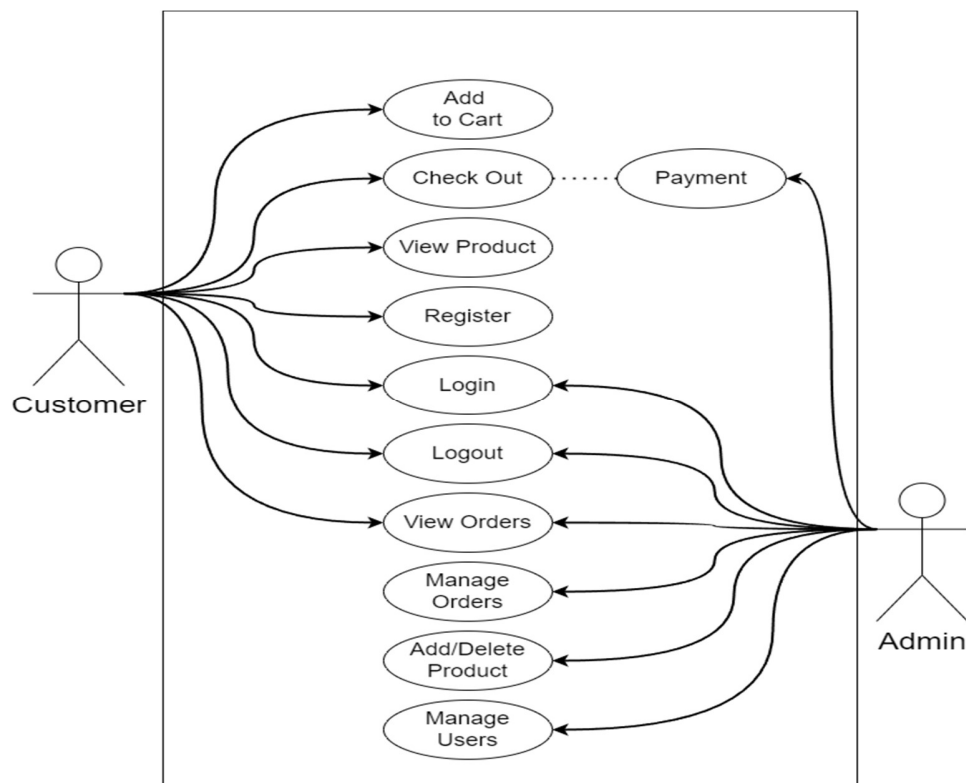 Add
to Cart
Check Out
Payment
View Product
Register
Login
Customer
Logout
View Orders
Manage
Orders
Add/Delete
Product
Admin
Manage
Users